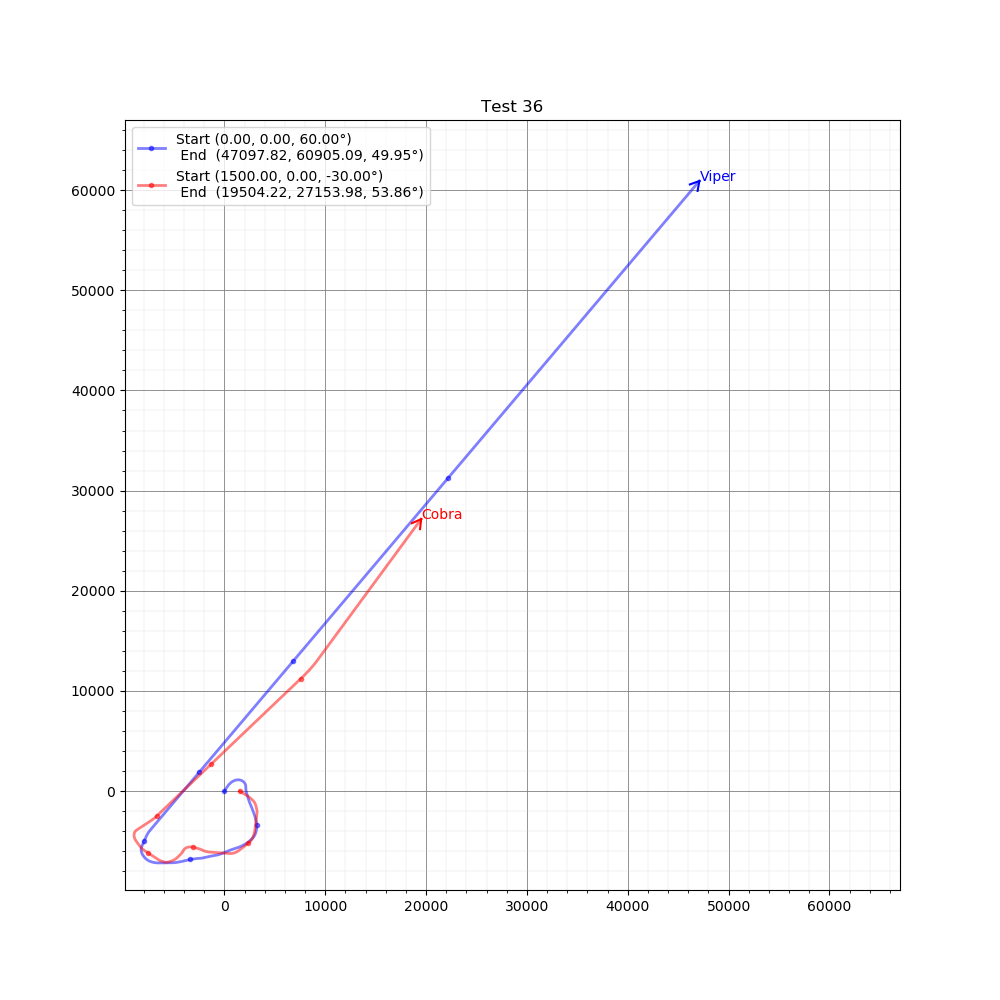 Test 36
Start (0.00, 0.00, 60.00°)
End (47097.82, 60905.09, 49.95°)
Start (1500.00, 0.00, -30.00°)
End (19504.22, 27153.98, 53.86°)
Viper
Cobra
60000
50000
40000
30000
20000
10000
0
0 10000 20000 30000 40000 50000 60000